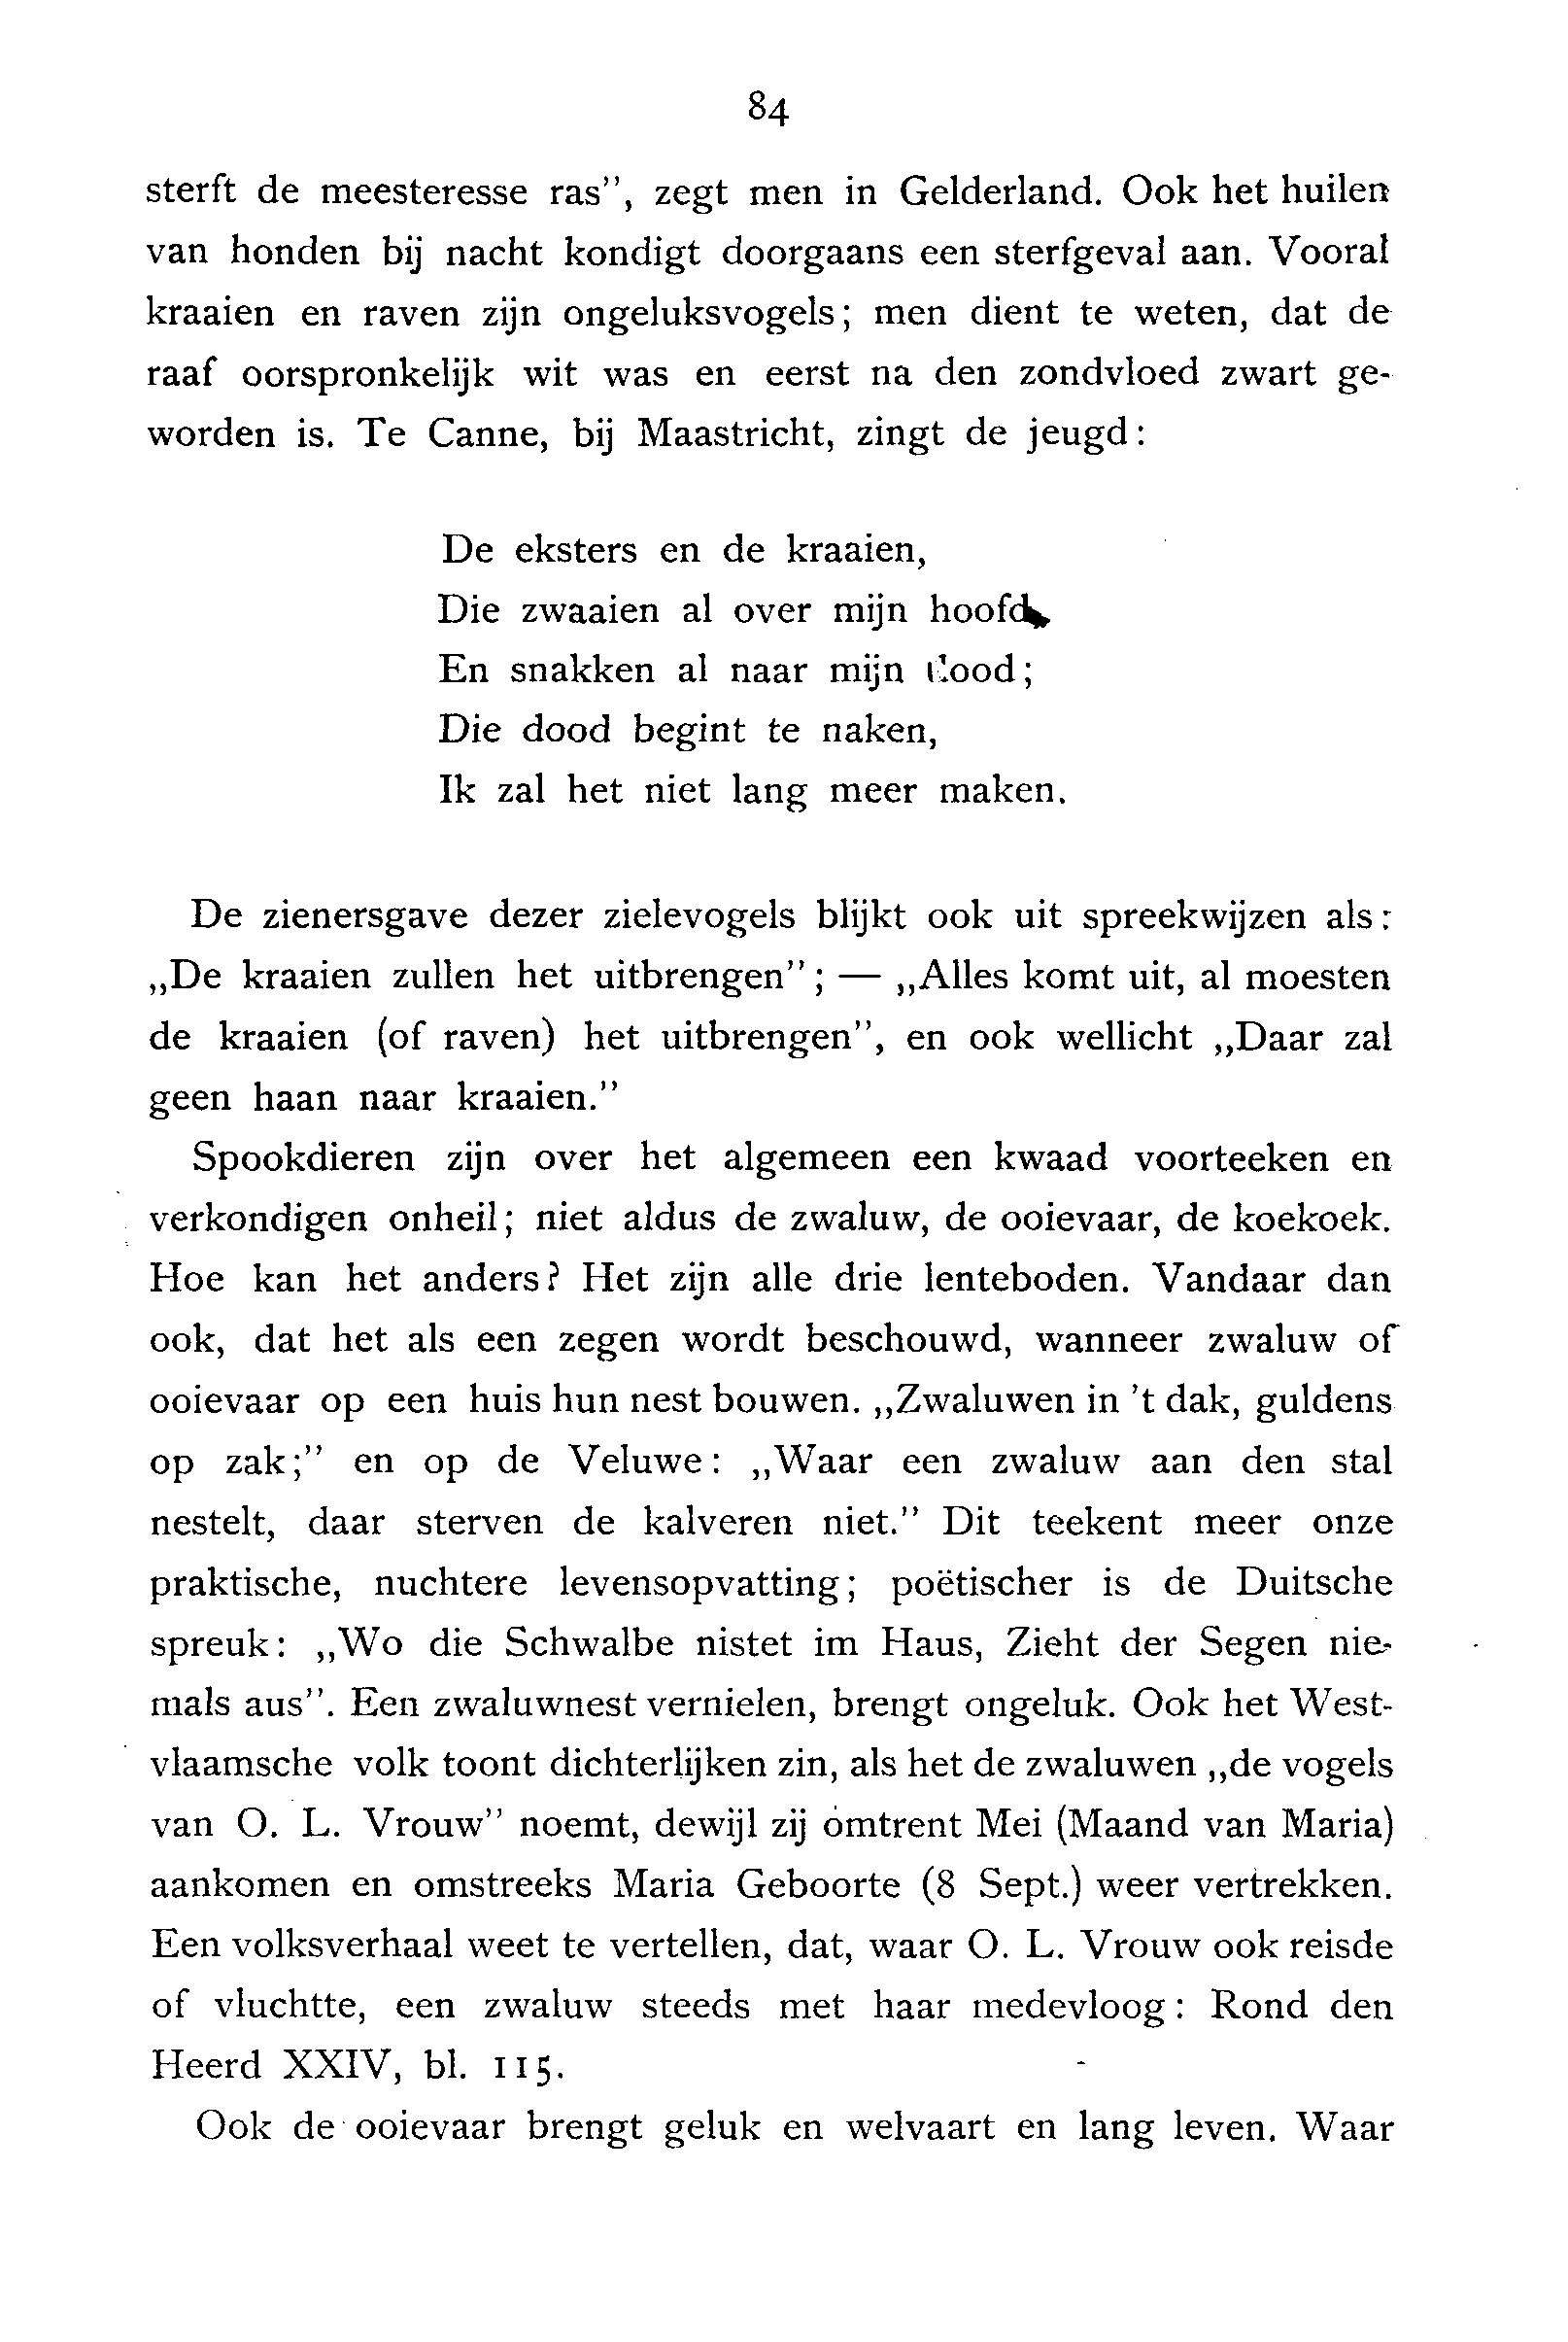 84
sterft de meesteresse ras”, zegt men in Gelderland. Ook het huilen
van honden bij nacht kondigt doorgaans een sterfgeval aan. Vooral
kraaien en raven zijn ongeluksvogels; men dient te weten, dat de
raaf oorspronkelijk wit was en eerst na den zondvloed zwart ge-
worden is. Te Canne, bij Maastricht, zingt de jeugd:
De eksters en de kraaien,
Die zwaaien al over mijn hoofd
En snakken al naar mijn dood;
Die dood begint te naken,
Ik zal het niet lang meer maken.
De zienersgave dezer zielevogels blijkt ook uit spreekwijzen als:
„De kraaien zullen het uitbrengen”; — „Alles komt uit, al moesten
de kraaien (of raven) het uitbrengen”, en ook wellicht „Daar zal
geen haan naar kraaien.”
Spookdieren zijn over het algemeen een kwaad voorteeken en
verkondigen onheil; niet aldus de zwaluw, de ooievaar, de koekoek.
Hoe kan het anders? Het zijn alle drie lenteboden. Vandaar dan
ook, dat het als een zegen wordt beschouwd, wanneer zwaluw of
ooievaar op een huis hun nest bouwen. „Zwaluwen in ’t dak, guldens
op zak;” en op de Veluwe: „Waar een zwaluw aan den stal
nestelt, daar sterven de kalveren niet.” Dit teekent meer onze
praktische, nuchtere levensopvatting; poëtischer is de Duitsche
spreuk: „Wo die Schwalbe nistet im Haus, Zieht der Segen nie-
mals aus”. Een zwaluwnest vernielen, brengt ongeluk. Ook het West-
vlaamsche volk toont dichterlijken zin, als het de zwaluwen „de vogels
van O. L. Vrouw” noemt, dewijl zij omtrent Mei (Maand van Maria)
aankomen en omstreeks Maria Geboorte (8 Sept.) weer vertrekken.
Een volksverhaal weet te vertellen, dat, waar O. L. Vrouw ook reisde
of vluchtte, een zwaluw steeds met haar medevloog: Rond den
Heerd XXIV, bl. 115.
Ook de ooievaar brengt geluk en welvaart en lang leven. Waar